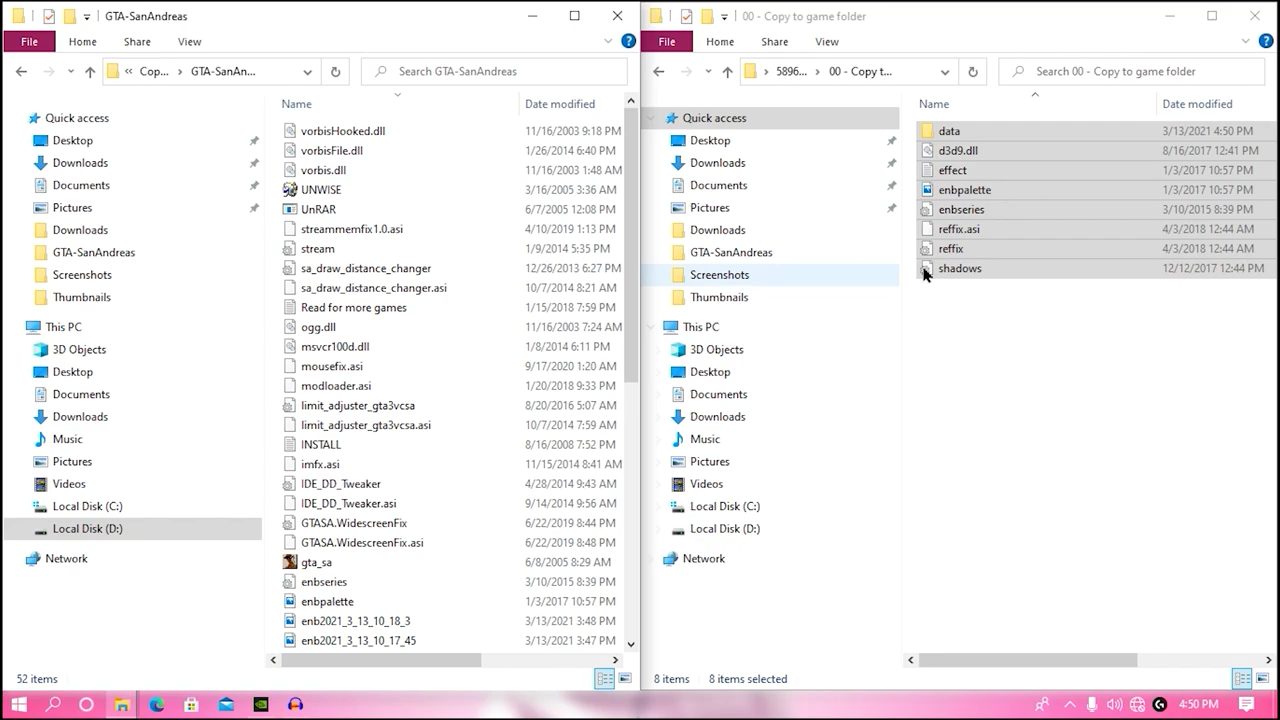 GTA-SanAndreas
File Home Share View
« Cop... > GTA-SanAn...
Search GTA-SanAndreas
Quick access
Desktop
Downloads
Documents
Pictures
Downloads
GTA-SanAndreas
Screenshots
Thumbnails
This PC
3D Objects
Desktop
Documents
Downloads
Music
Pictures
Videos
Local Disk (C:)
Local Disk (D:)
Network
Name Date modified
vorbisHooked.dll 11/16/2003 9:18 PM
vorbisFile.dll 1/26/2014 6:40 PM
vorbis.dll 11/16/2003 1:48 AM
UNWISE 3/16/2005 3:36 AM
UnRAR 6/7/2005 12:08 PM
streammemfix1.0.asi 4/10/2019 1:13 PM
stream 1/9/2014 5:35 PM
sa_draw_distance_changer 12/26/2013 6:27 PM
sa_draw_distance_changer.asi 10/7/2014 8:21 AM
Read for more games 1/15/2018 7:59 PM
ogg.dll 11/16/2003 7:24 AM
msvcr100d.dll 1/8/2014 6:11 PM
mousefix.asi 9/17/2020 1:20 AM
modloader.asi 1/20/2018 9:33 PM
limit_adjuster_gta3vcsa 8/20/2016 5:07 AM
limit_adjuster_gta3vcsa.asi 10/7/2014 7:59 AM
INSTALL 8/16/2008 7:52 PM
imfx.asi 11/15/2014 8:41 AM
IDE_DD_Tweaker 4/28/2014 9:43 AM
IDE_DD_Tweaker.asi 9/14/2014 9:56 AM
GTASA.WidescreenFix 6/22/2019 8:44 PM
GTASA.WidescreenFix.asi 6/22/2019 8:48 PM
gta_sa 6/8/2005 8:29 AM
enbseries 3/10/2015 8:39 PM
enbpalette 1/3/2017 10:57 PM
enb2021_3_13_10_18_3 3/13/2021 3:48 PM
enb2021_3_13_10_17_45 3/13/2021 3:47 PM
52 items
00 - Copy to game folder
File Home Share View
5896... > 00 - Copy t...
Search 00 - Copy to game folder
Quick access
Desktop
Downloads
Documents
Pictures
Downloads
GTA-SanAndreas
Screenshots
Thumbnails
This PC
3D Objects
Desktop
Documents
Downloads
Music
Pictures
Videos
Local Disk (C:)
Local Disk (D:)
Network
Name Date modified
data 3/13/2021 4:50 PM
d3d9.dll 8/16/2017 12:41 PM
effect 1/3/2017 10:57 PM
enbpalette 1/3/2017 10:57 PM
enbseries 3/10/2015 8:39 PM
reffix.asi 4/3/2018 12:44 AM
reffix 4/3/2018 12:44 AM
shadows 12/12/2017 12:44 PM
8 items 8 items selected
4:50 PM